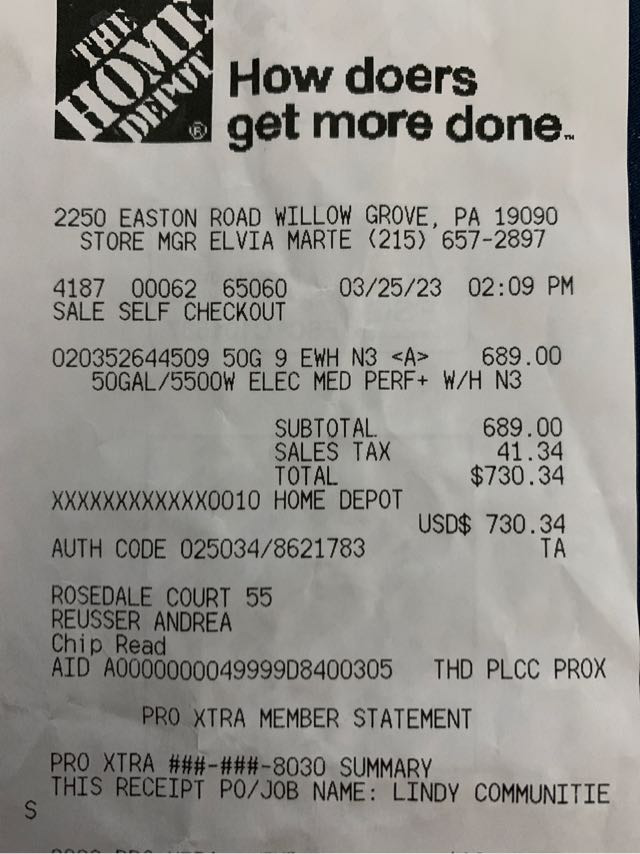 THE
HOME
DEPOT®
How doers
get more done™
2250 EASTON ROAD WILLOW GROVE, PA 19090
STORE MGR ELVIA MARTE (215) 657-2897
4187 00062 65060 03/25/23 02:09 PM
SALE SELF CHECKOUT
020352644509 50G 9 EWH N3 <A> 689.00
50GAL/5500W ELEC MED PERF+ W/H N3
SUBTOTAL 689.00
SALES TAX 41.34
TOTAL $730.34
XXXXXXXXXXXX0010 HOME DEPOT
USD$ 730.34
AUTH CODE 025034/8621783 TA
ROSEDALE COURT 55
REUSSER ANDREA
Chip Read
AID A0000000049999D8400305 THD PLCC PROX
PRO XTRA MEMBER STATEMENT
PRO XTRA ###-###-8030 SUMMARY
THIS RECEIPT PO/JOB NAME: LINDY COMMUNITIE
S